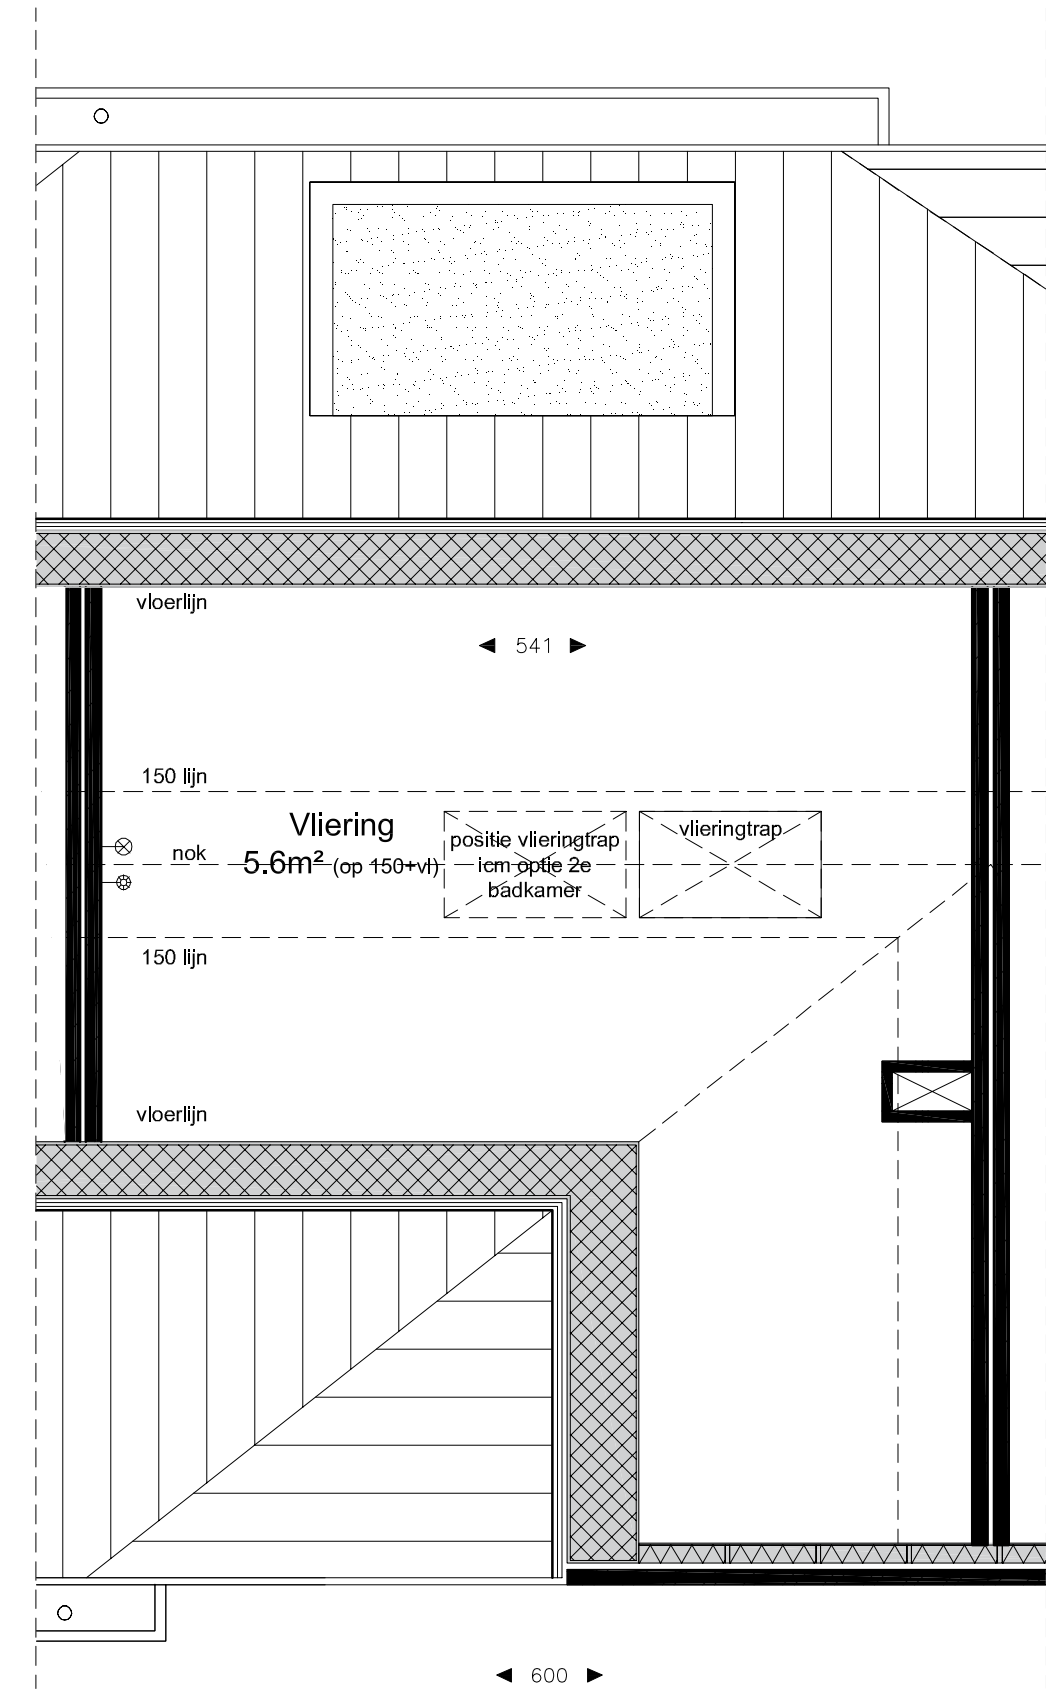 vloerlijn
541
150 lijn
Vliering
5.6m² (op 150+vl)
nok
positie vlieringtrap
icm optie 2e
badkamer
vlieringtrap
150 lijn
vloerlijn
600